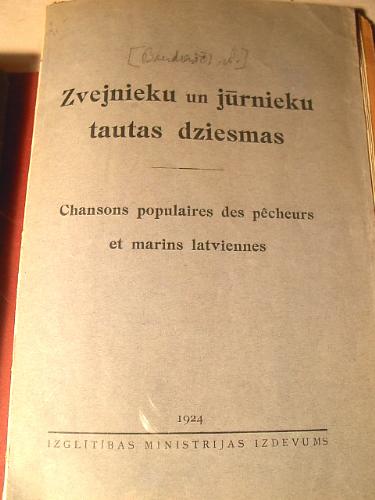 Zvejnieku un jūrnieku
tautas dziesmas
Chansons populaires des pêcheurs
et marins latviennes
1924
IZGLĪTĪBAS MINISTRIJAS IZDEVUMS